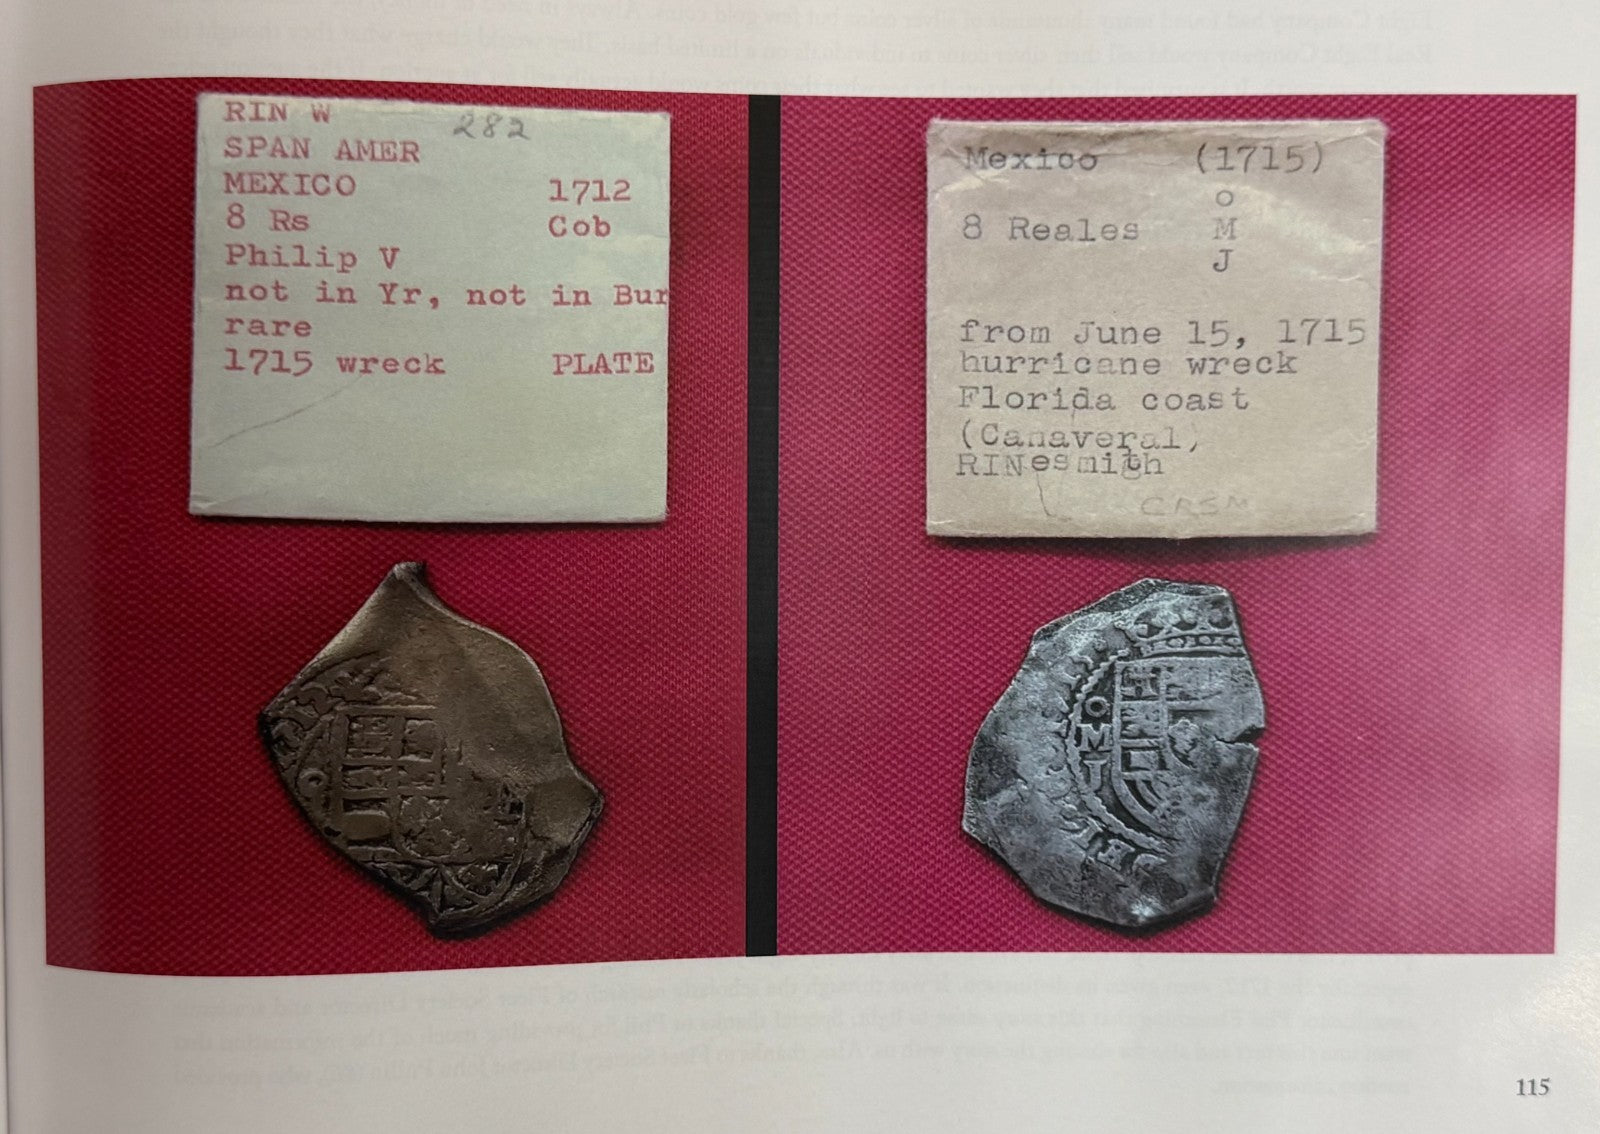 RIN W
282
SPAN AMER
MEXICO 1712
8 Rs Cob
Philip V
not in Yr, not in Bur
rare
1715 wreck PLATE
Mexico (1715)
o
8 Reales M
J
from June 15, 1715
hurricane wreck
Florida coast
(Canaveral)
RINesmith
CRSM
o
M
J
115